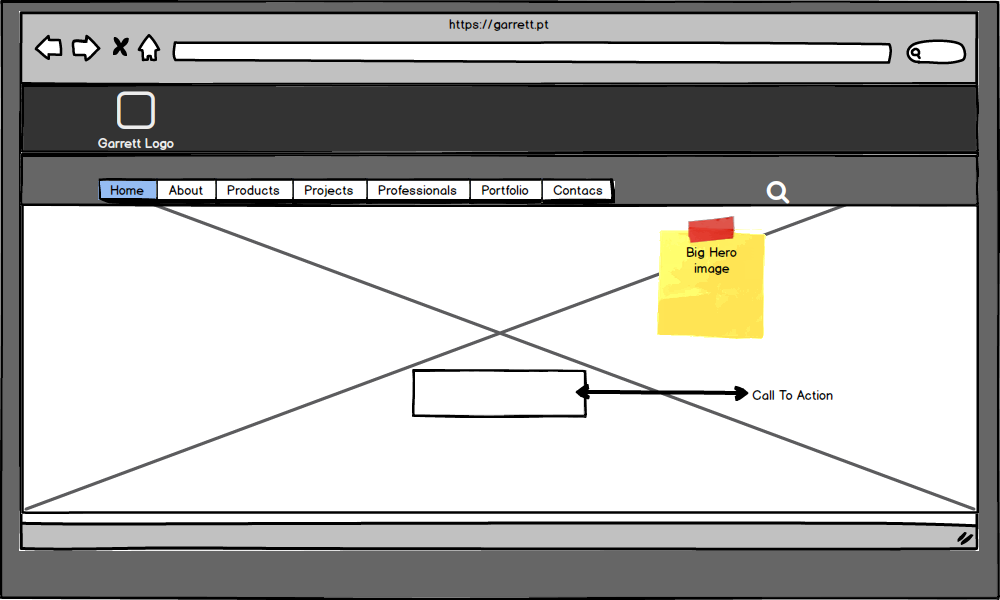 https://garrett.pt
Garrett Logo
Home About Products Projects Professionals Portfolio Contacs
Big Hero
image
Call To Action